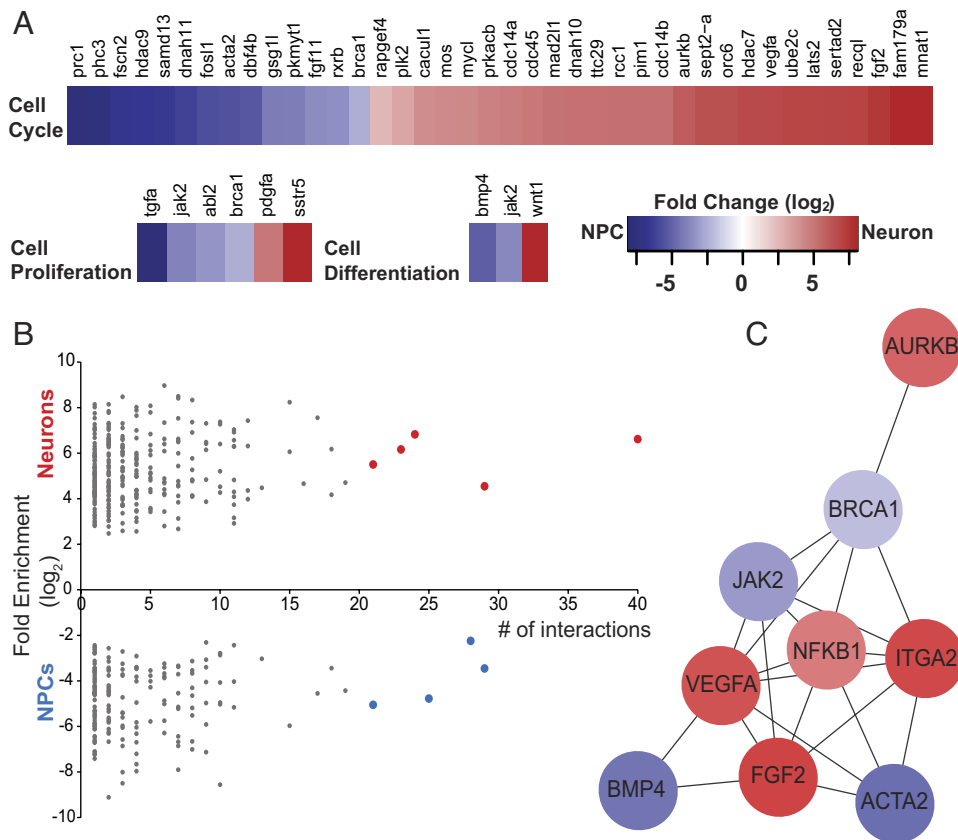 A
prc1 phc3 fscn2 hdac9 samd13 dnah11 fosl1 acta2 dbf4b gsg1l pkmyt1 fgf11 rxrb brca1 rapgef4 plk2 cacul1 mos mycl prkacb cdc14a cdc45 mad2l1 dnah10 ttc29 rcc1 pim1 cdc14b aurkb sept2-a orc6 hdac7 vegfa ube2c lats2 sertad2 recql fgf2 fam179a mnat1
Cell
Cycle
tgfa jak2 abl2 brca1 pdgfa sstr5
Cell
Proliferation
bmp4 jak2 wnt1
Cell
Differentiation
Fold Change (log2)
NPC Neuron
-5 0 5
B
Fold Enrichment
(log2)
Neurons
NPCs
10
8
6
4
2
0
-2
-4
-6
-8
-10
0 5 10 15 20 25 30 35 40
# of interactions
C
AURKB
BRCA1
JAK2
NFKB1
ITGA2
VEGFA
FGF2
BMP4
ACTA2